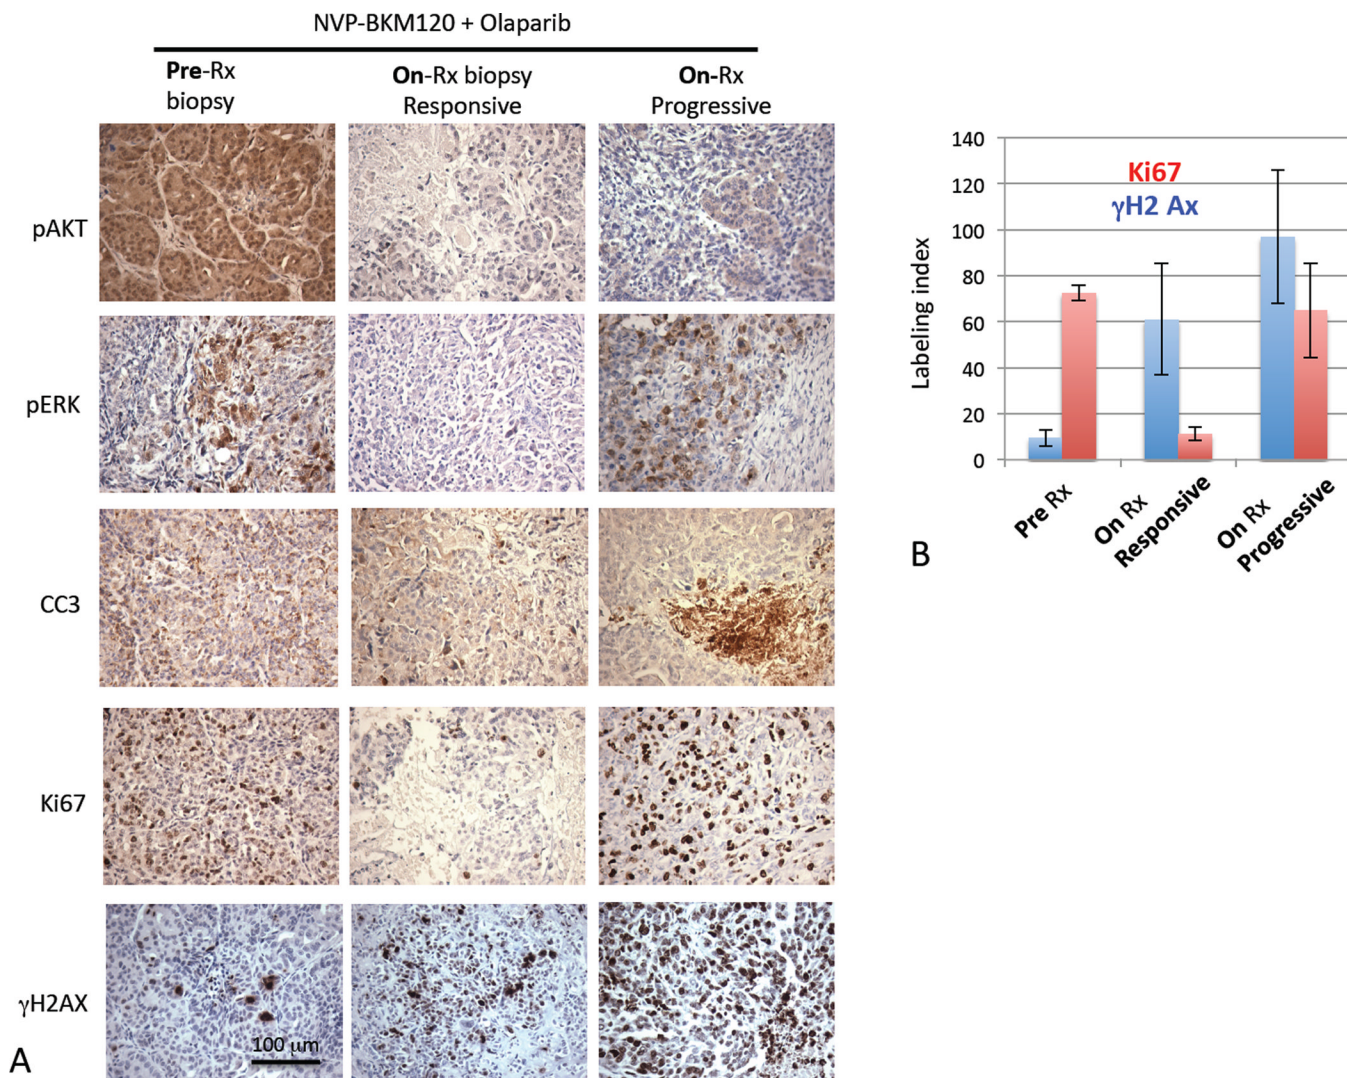 NVP-BKM120 + Olaparib
Pre-Rx
biopsy
On-Rx biopsy
Responsive
On-Rx
Progressive
pAKT
pERK
CC3
Ki67
γH2AX
100 μm
A
140
120
100
80
60
40
20
0
Labeling index
Ki67
γH2 Ax
Pre Rx
On Rx
Responsive
On Rx
Progressive
B